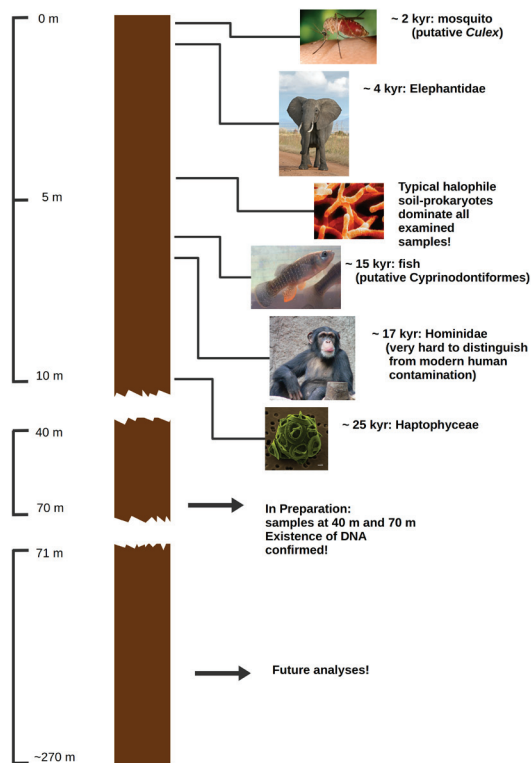 0 m
~ 2 kyr: mosquito
(putative Culex)
~ 4 kyr: Elephantidae
5 m
Typical halophile
soil-prokaryotes
dominate all
examined
samples!
~ 15 kyr: fish
(putative Cyprinodontiformes)
~ 17 kyr: Hominidae
(very hard to distinguish
from modern human
contamination)
10 m
~ 25 kyr: Haptophyceae
40 m
70 m
In Preparation:
samples at 40 m and 70 m
Existence of DNA
confirmed!
71 m
Future analyses!
~270 m